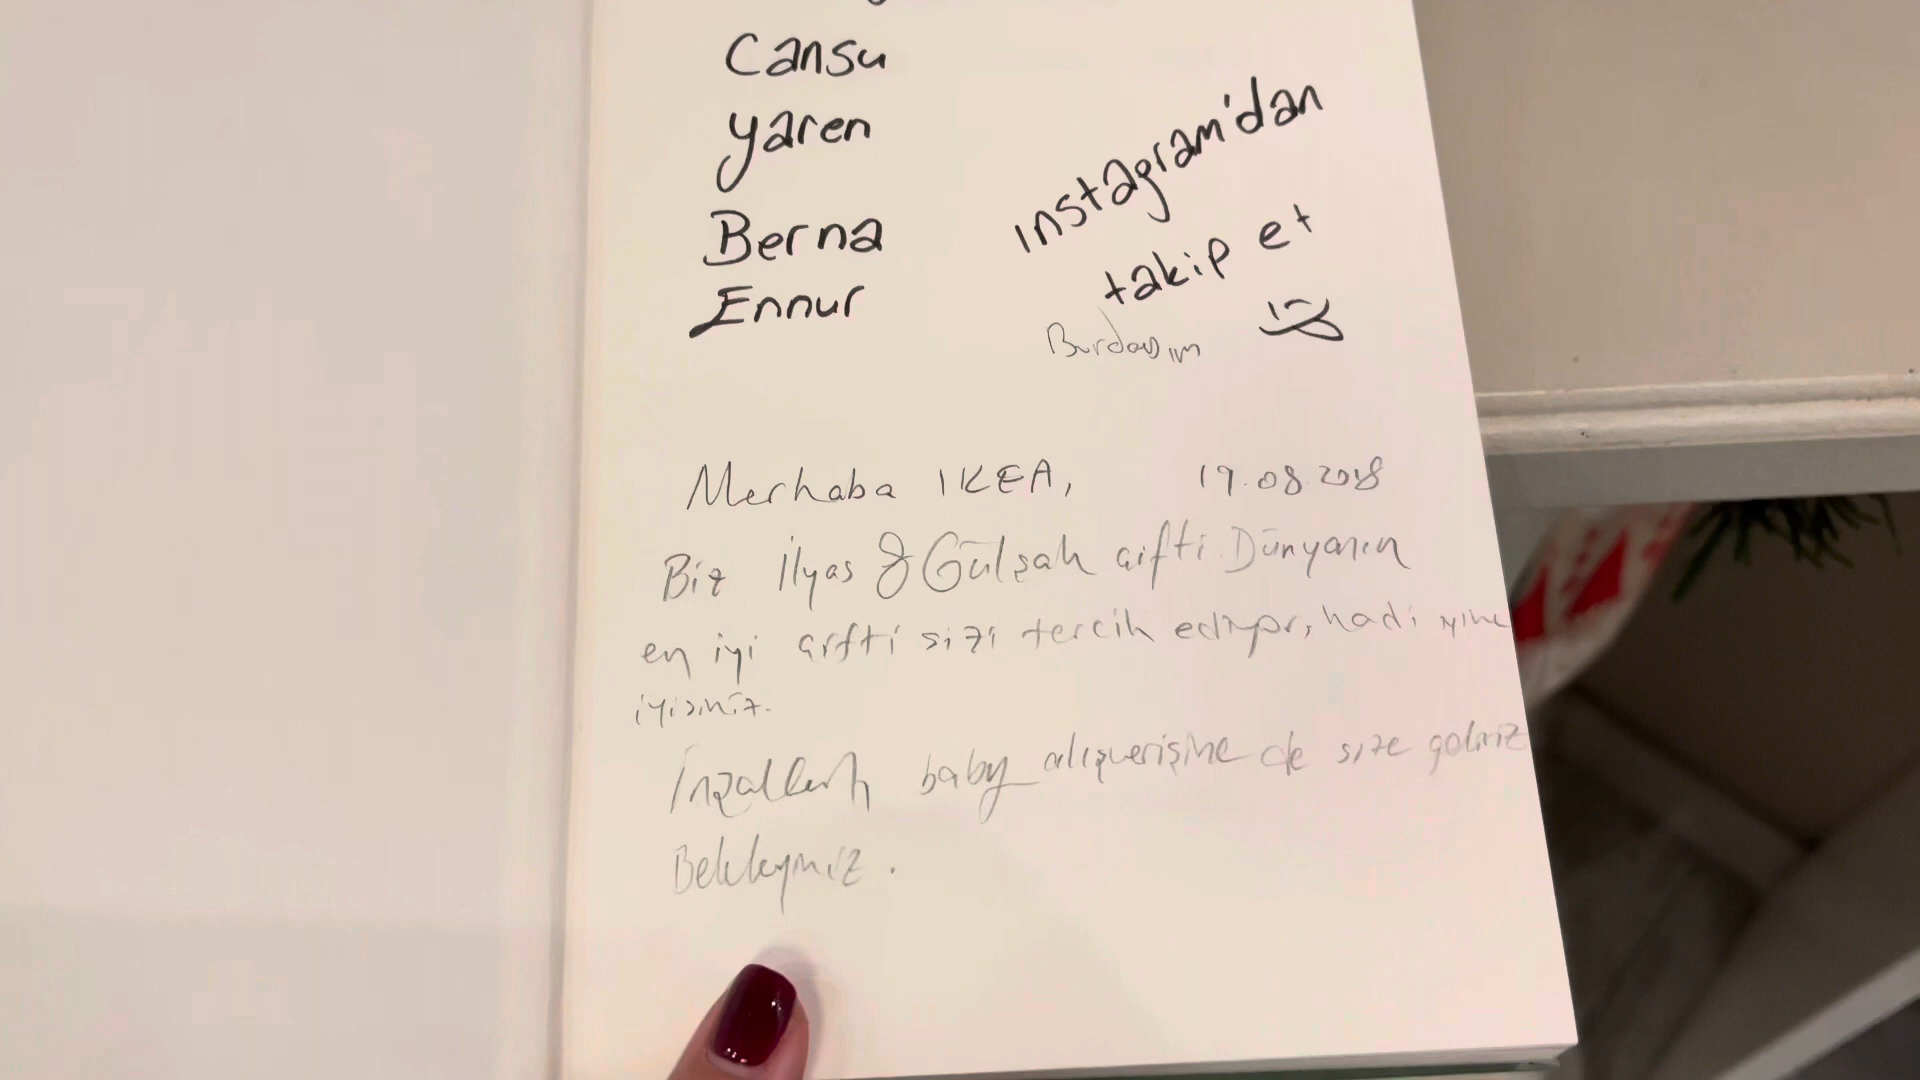 Cansu
Yaren
Berna
Ennur
Instagram'dan
takip et
Burdayım
Merhaba IKEA, 17.08.2018
Biz İlyas & Gülşah çifti. Dünyanın
en iyi çifti sizi tercih ediyor, hadi yine
iyisiniz.
İnşallah baby alışverişine de size geliriz
Bekleyiniz.